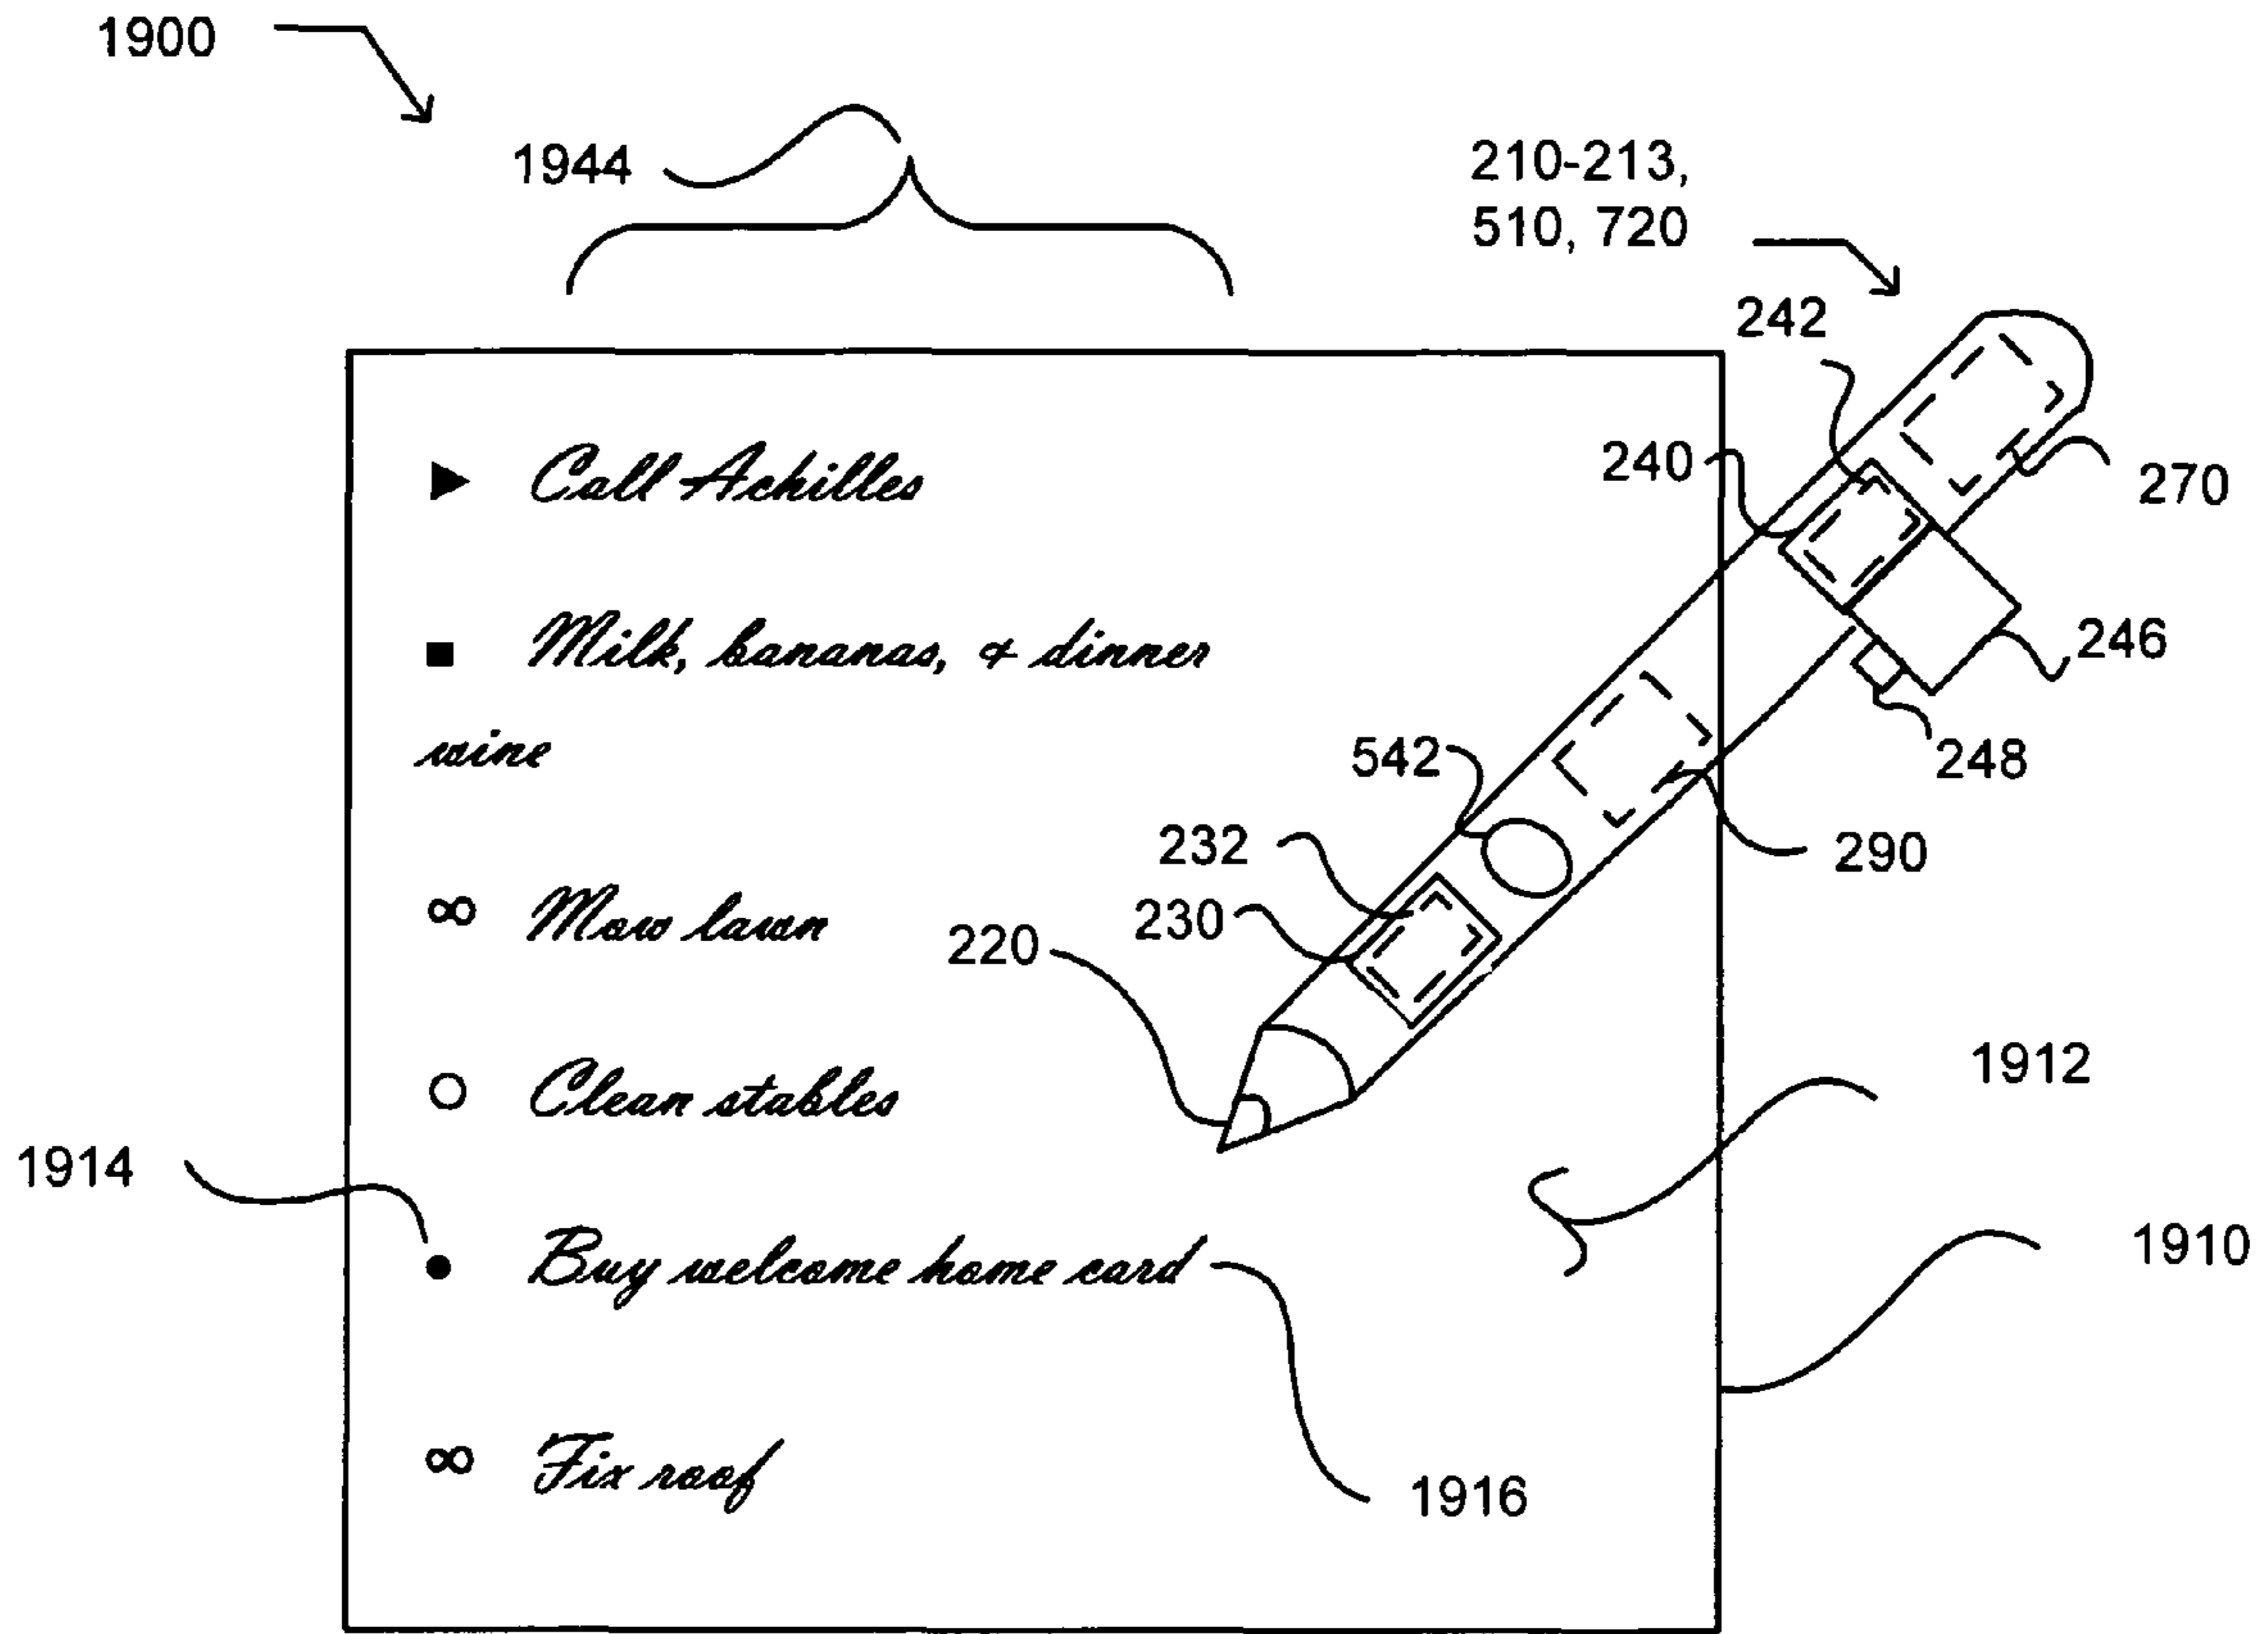 1900
1944
210-213,
510, 720
242
240
▶ Call Achilles
270
■ Milk, bananas, & dinner
246
wine
542
248
232
290
∞ Mow lawn
230
220
○ Clean stables
1912
1914
● Buy welcome home card
1910
∞ Fix roof
1916